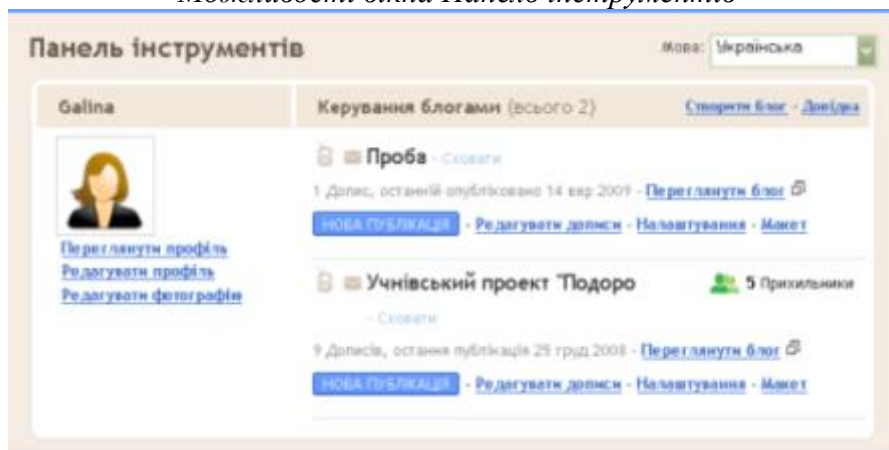 Можливості вікна Панель інструментів
Панель інструментів
Мова: Українська
Galina
Керування блогами (всього 2)
Створити блог - Довідка
Проба - Сховати
1 Допис, останній опубліковано 14 вер 2009 - Переглянути блог
НОВА ПУБЛІКАЦІЯ - Редагувати дописи - Налаштування - Макет
Переглянути профіль
Редагувати профіль
Редагувати фотографію
Учнівський проект "Подоро
5 Прихильники
- Сховати
9 Дописів, остання публікація 25 груд 2008 - Переглянути блог
НОВА ПУБЛІКАЦІЯ - Редагувати дописи - Налаштування - Макет